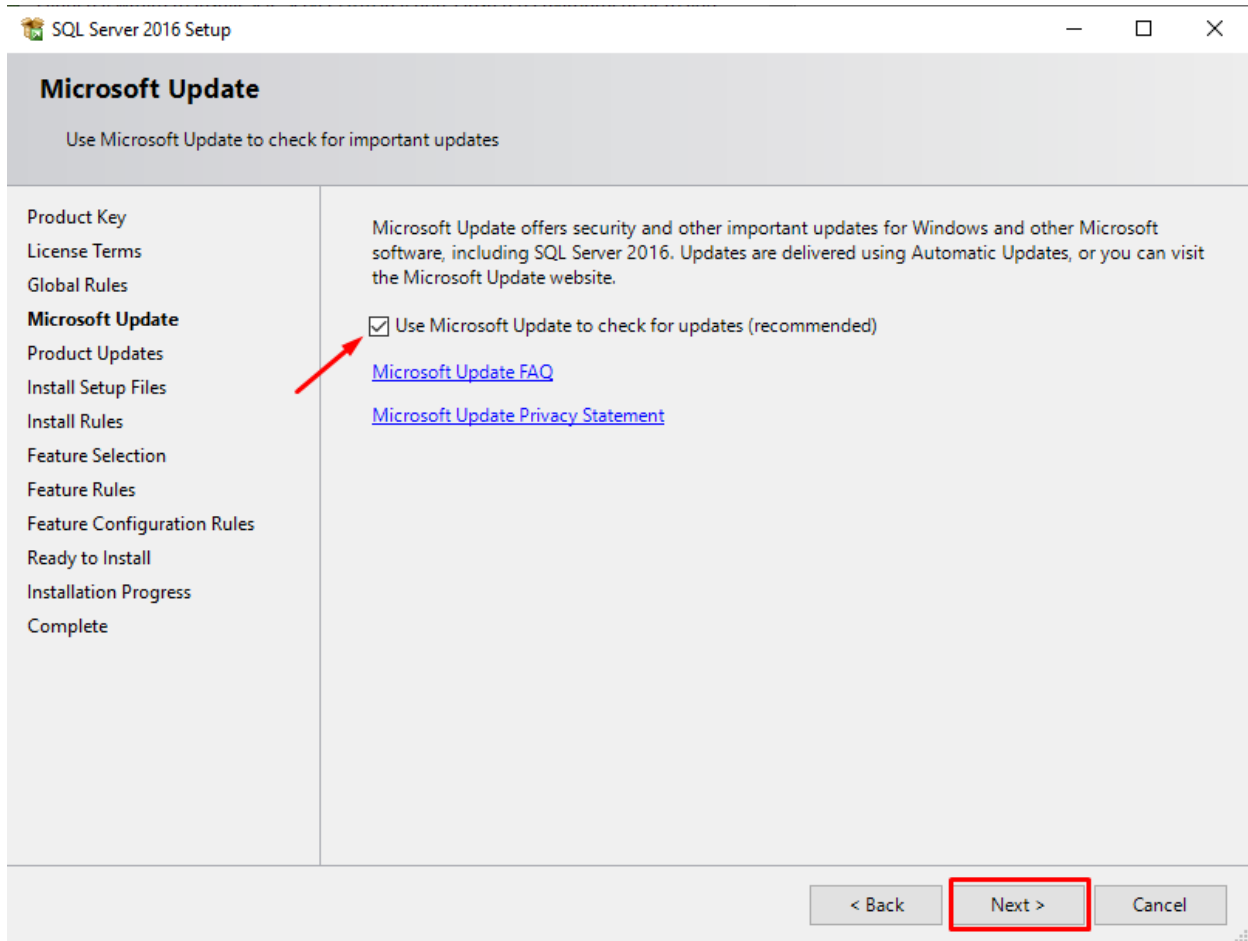 SQL Server 2016 Setup
Microsoft Update
Use Microsoft Update to check for important updates
Product Key
License Terms
Global Rules
Microsoft Update
Product Updates
Install Setup Files
Install Rules
Feature Selection
Feature Rules
Feature Configuration Rules
Ready to Install
Installation Progress
Complete
Microsoft Update offers security and other important updates for Windows and other Microsoft
software, including SQL Server 2016. Updates are delivered using Automatic Updates, or you can visit
the Microsoft Update website.
Use Microsoft Update to check for updates (recommended)
Microsoft Update FAQ
Microsoft Update Privacy Statement
< Back
Next >
Cancel